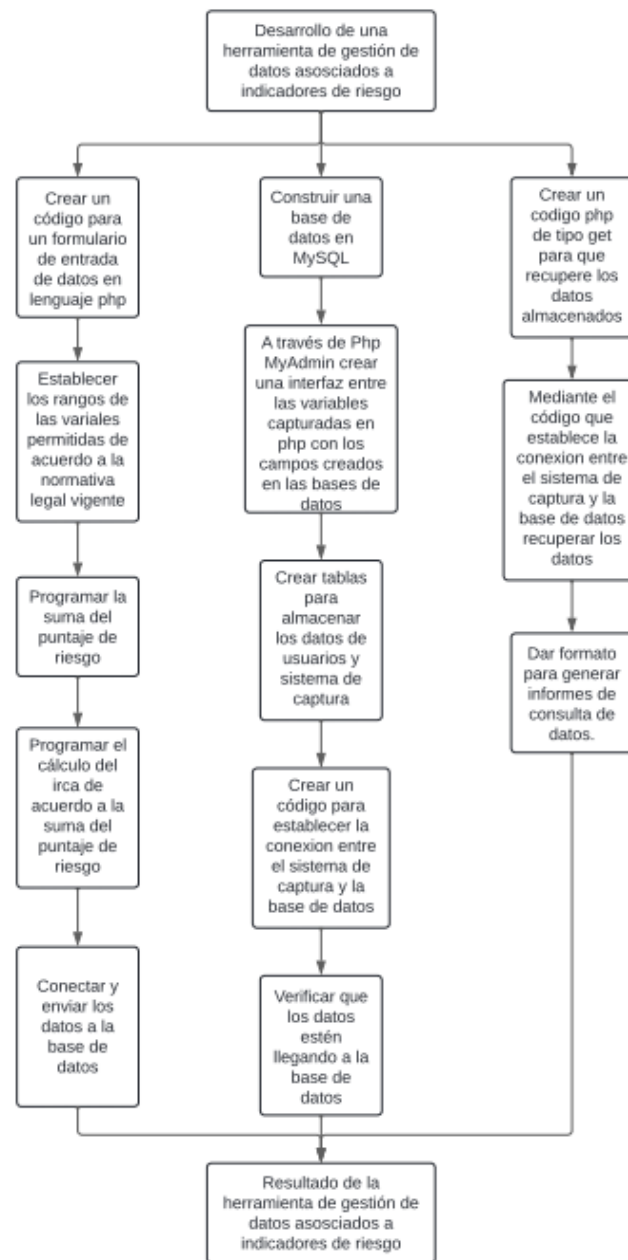 Desarrollo de una
herramienta de gestión de
datos asosciados a
indicadores de riesgo
Crear un
código para
un formulario
de entrada
de datos en
lenguaje php
Establecer
los rangos de
las variales
permitidas de
acuerdo a la
normativa
legal vigente
Programar la
suma del
puntaje de
riesgo
Programar el
cálculo del
irca de
acuerdo a la
suma del
puntaje de
riesgo
Conectar y
enviar los
datos a la
base de
datos
Construir una
base de
datos en
MySQL
A través de Php
MyAdmin crear
una interfaz entre
las variables
capturadas en
php con los
campos creados
en las bases de
datos
Crear tablas
para
almacenar
los datos de
usuarios y
sistema de
captura
Crear un
código para
establecer la
conexion entre
el sistema de
captura y la
base de datos
Verificar que
los datos
estén
llegando a la
base de
datos
Crear un
codigo php
de tipo get
para que
recupere los
datos
almacenados
Mediante el
código que
establece la
conexion entre
el sistema de
captura y la
base de datos
recuperar los
datos
Dar formato
para generar
informes de
consulta de
datos.
Resultado de la
herramienta de gestión de
datos asosciados a
indicadores de riesgo